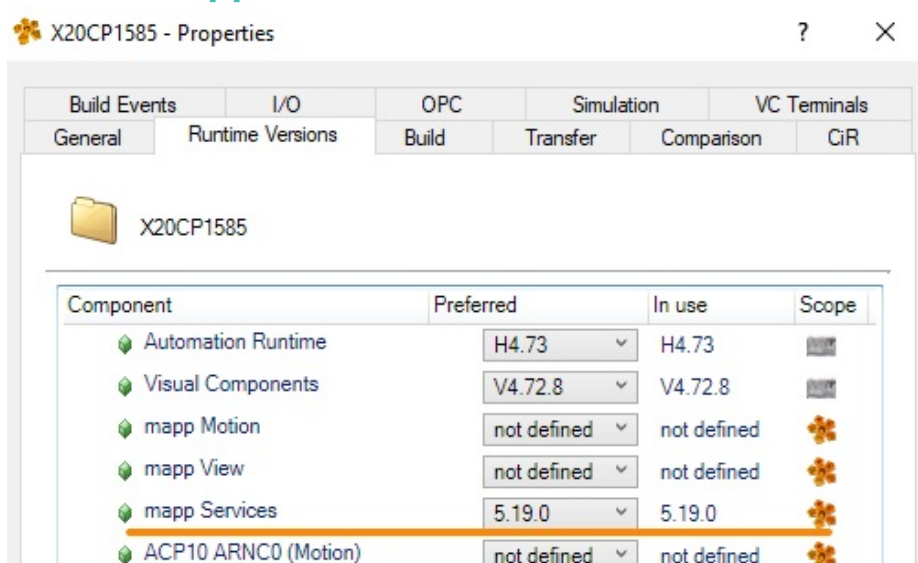 X20CP1585 - Properties ?
Build Events I/O OPC Simulation VC Terminals
General Runtime Versions Build Transfer Comparison CiR
X20CP1585
Component Preferred In use Scope
Automation Runtime H4.73 H4.73
Visual Components V4.72.8 V4.72.8
mapp Motion not defined not defined
mapp View not defined not defined
mapp Services 5.19.0 5.19.0
ACP10 ARNC0 (Motion) not defined not defined